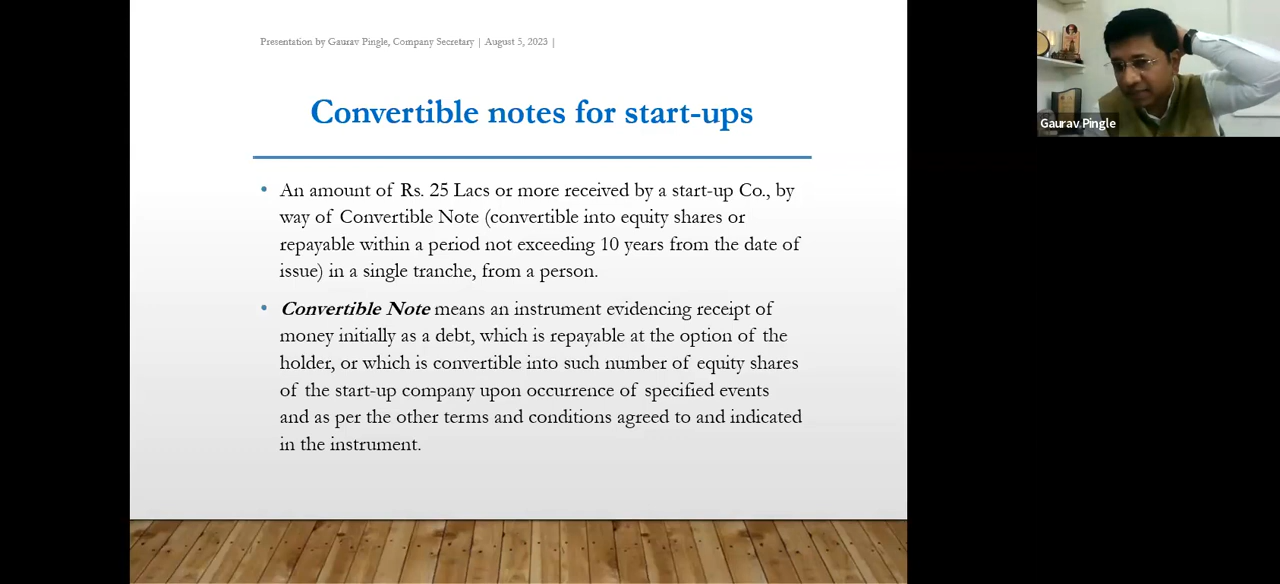 Presentation by Gaurav Pingle, Company Secretary | August 5, 2023 |
Convertible notes for start-ups
• An amount of Rs. 25 Lacs or more received by a start-up Co., by
way of Convertible Note (convertible into equity shares or
repayable within a period not exceeding 10 years from the date of
issue) in a single tranche, from a person.
• Convertible Note means an instrument evidencing receipt of
money initially as a debt, which is repayable at the option of the
holder, or which is convertible into such number of equity shares
of the start-up company upon occurrence of specified events
and as per the other terms and conditions agreed to and indicated
in the instrument.
Gaurav Pingle